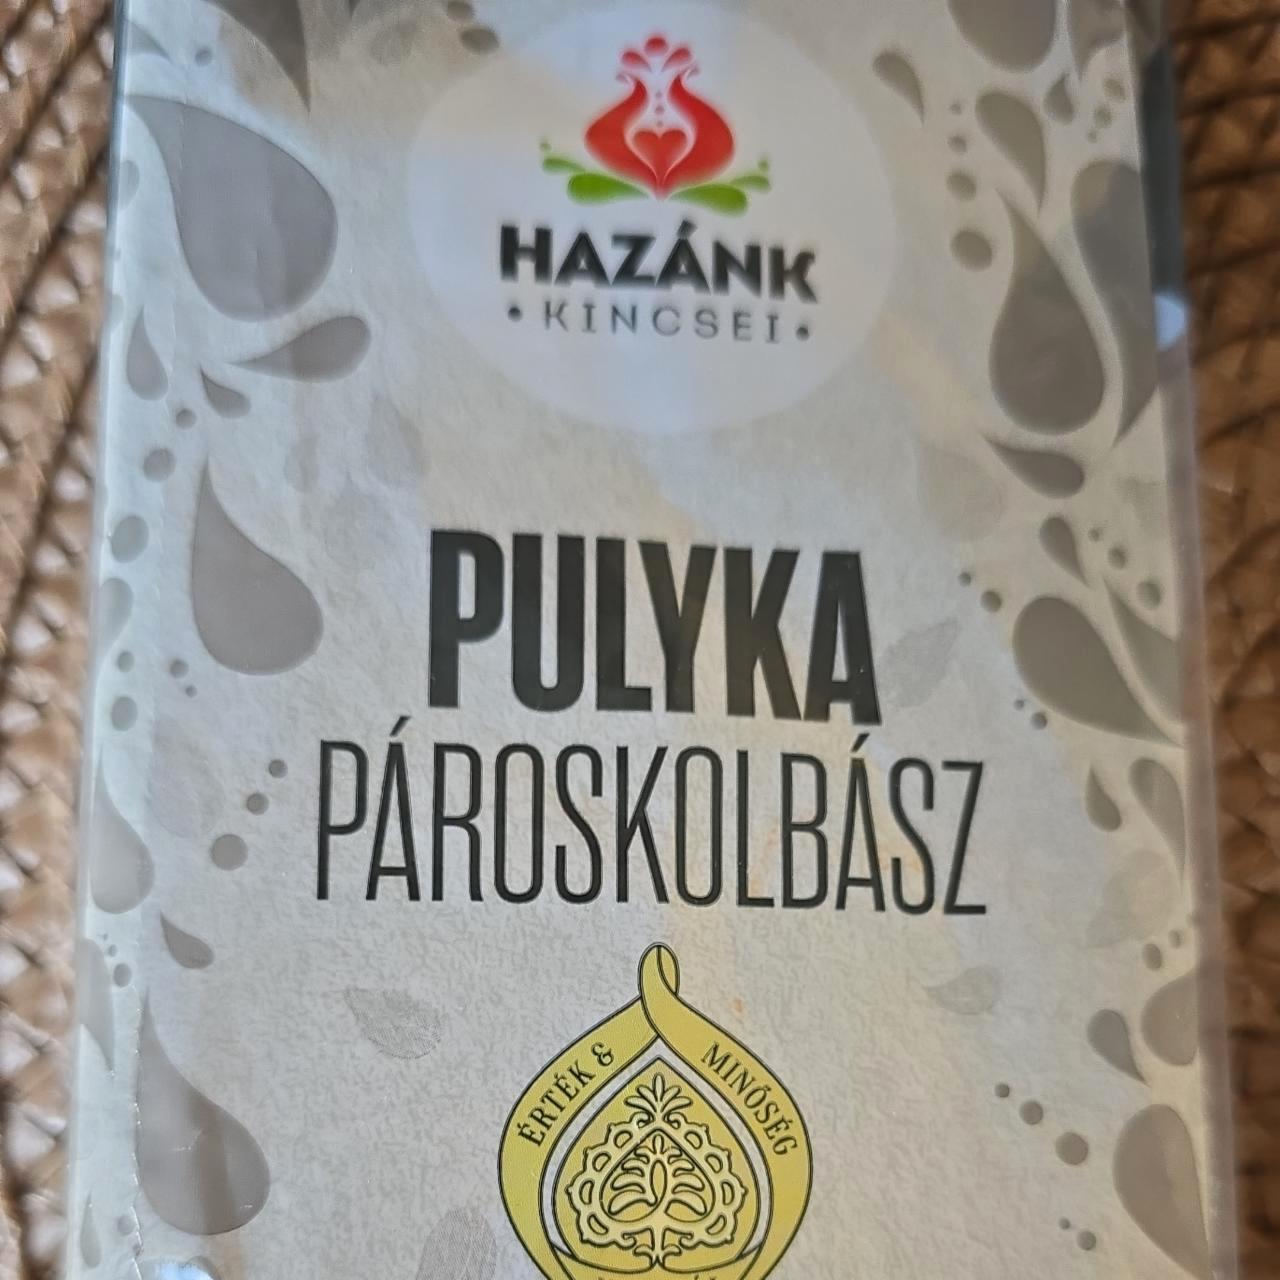 HAZÁNK
• KINCSEI •
PULYKA
PÁROSKOLBÁSZ
ÉRTÉK & MINŐSÉG